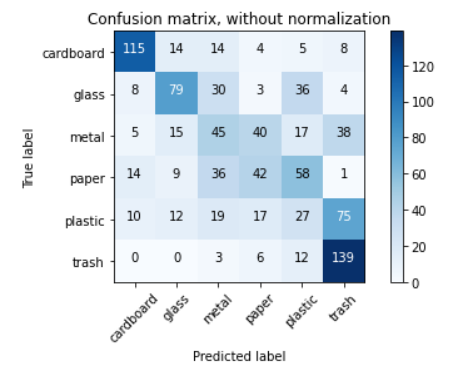 Confusion matrix, without normalization
cardboard 115 14 14 4 5 8
glass 8 79 30 3 36 4
metal 5 15 45 40 17 38
paper 14 9 36 42 58 1
plastic 10 12 19 17 27 75
trash 0 0 3 6 12 139
True label
cardboard glass metal paper plastic trash
Predicted label
120
100
80
60
40
20
0